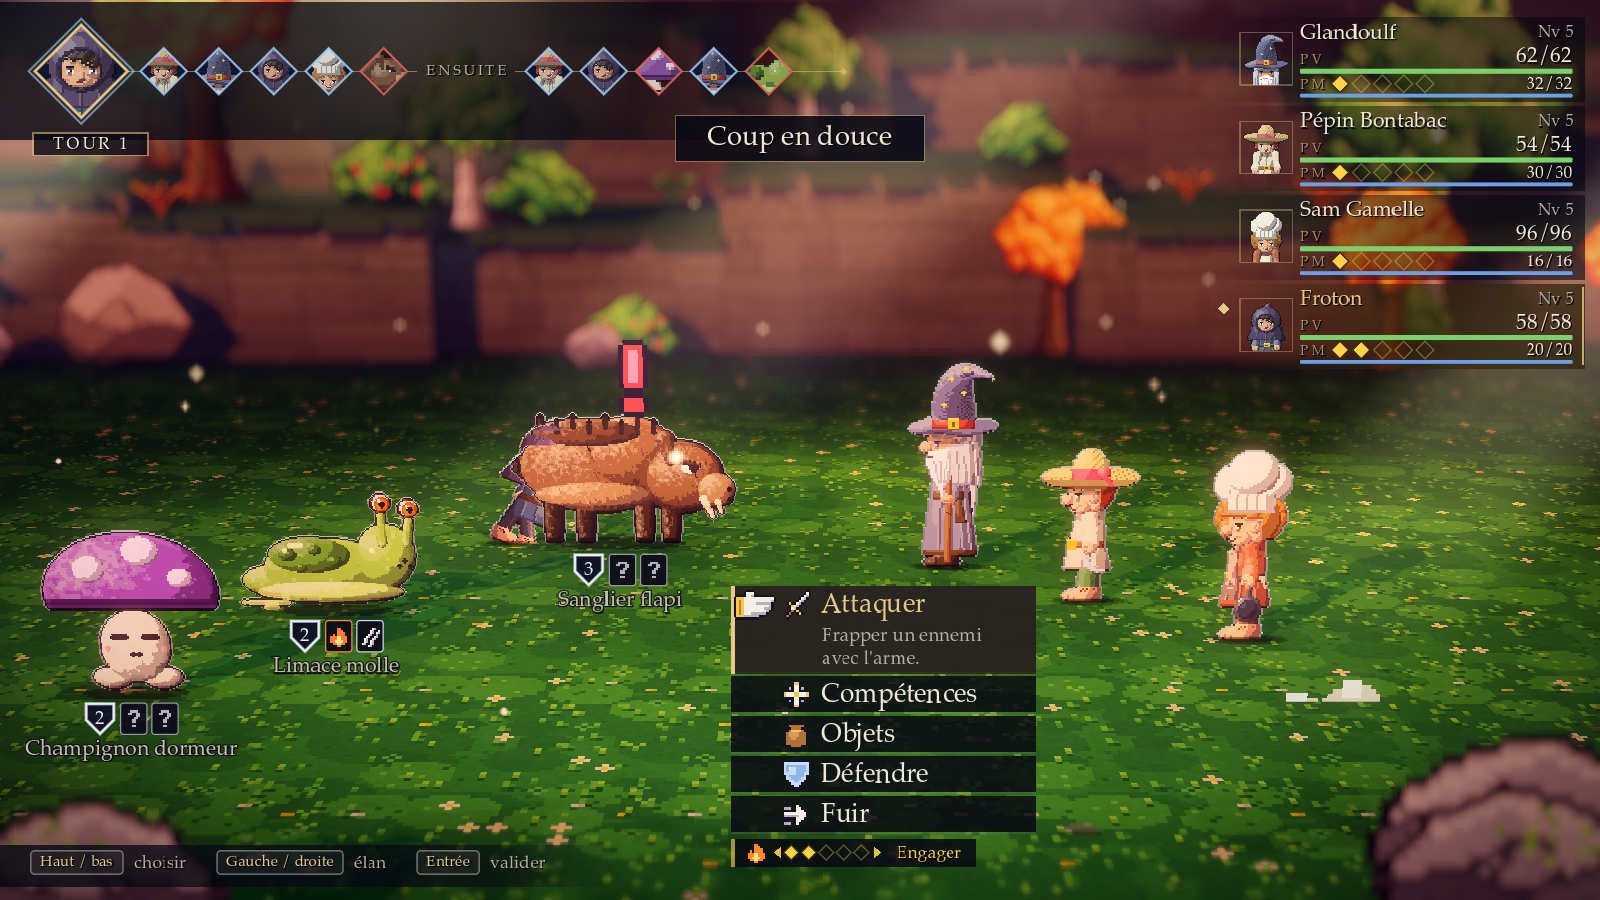 ENSUITE
TOUR 1
Coup en douce
Glandoulf Nv 5
PV 62/62
PM 32/32
Pépin Bontabac Nv 5
PV 54/54
PM 30/30
Sam Gamelle Nv 5
PV 96/96
PM 16/16
Froton Nv 5
PV 58/58
PM 20/20
3 ? ?
Sanglier flapi
2
Limace molle
2 ? ?
Champignon dormeur
Attaquer
Frapper un ennemi
avec l'arme.
Compétences
Objets
Défendre
Fuir
Engager
Haut / bas choisir Gauche / droite élan Entrée valider